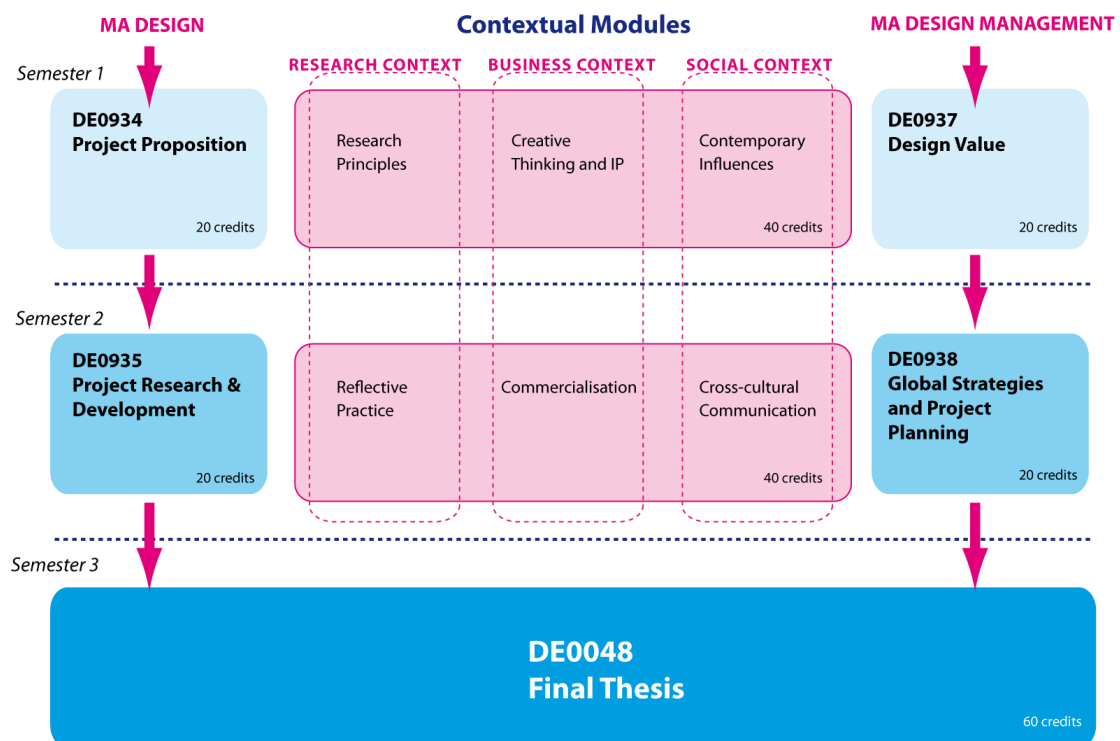 MA DESIGN
Contextual Modules
MA DESIGN MANAGEMENT
Semester 1
RESEARCH CONTEXT
BUSINESS CONTEXT
SOCIAL CONTEXT
DE0934
Project Proposition
20 credits
Research
Principles
Creative
Thinking and IP
Contemporary
Influences
40 credits
DE0937
Design Value
20 credits
Semester 2
DE0935
Project Research &
Development
20 credits
Reflective
Practice
Commercialisation
Cross-cultural
Communication
40 credits
DE0938
Global Strategies
and Project
Planning
20 credits
Semester 3
DE0048
Final Thesis
60 credits